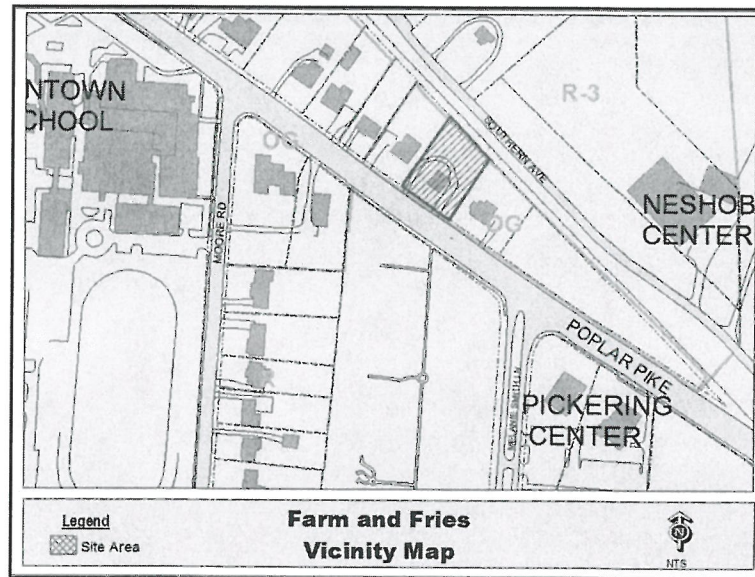 NTOWN
CHOOL
OG
MOORE RD
SOUTHERN AVE
R-3
NESHOB
CENTER
OG
POPLAR PIKE
PICKERING
CENTER
Legend
Site Area
Farm and Fries
Vicinity Map
N
NTS